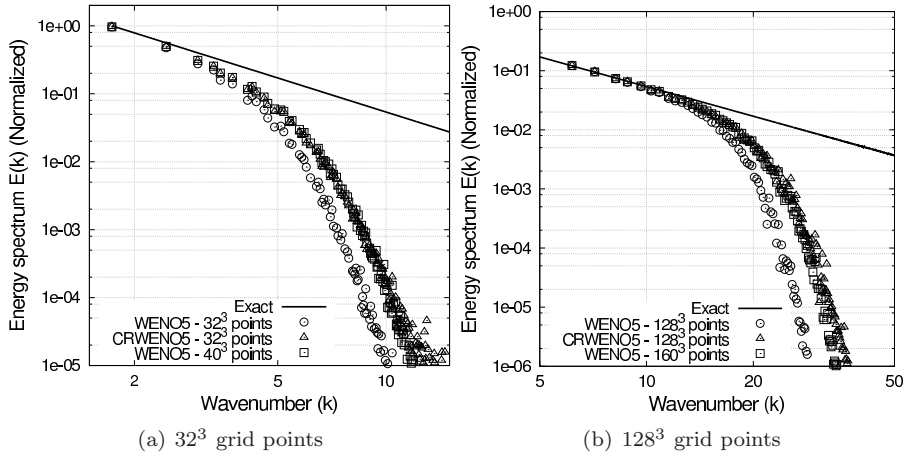 1e+00
1e-01
1e-02
1e-03
1e-04
1e-05
Energy spectrum E(k) (Normalized)
Exact
WENO5 - 32³ points
CRWENO5 - 32³ points
WENO5 - 40³ points
2
5
10
Wavenumber (k)
(a) 32³ grid points
1e+00
1e-01
1e-02
1e-03
1e-04
1e-05
1e-06
Energy spectrum E(k) (Normalized)
Exact
WENO5 - 128³ points
CRWENO5 - 128³ points
WENO5 - 160³ points
5
10
20
50
Wavenumber (k)
(b) 128³ grid points